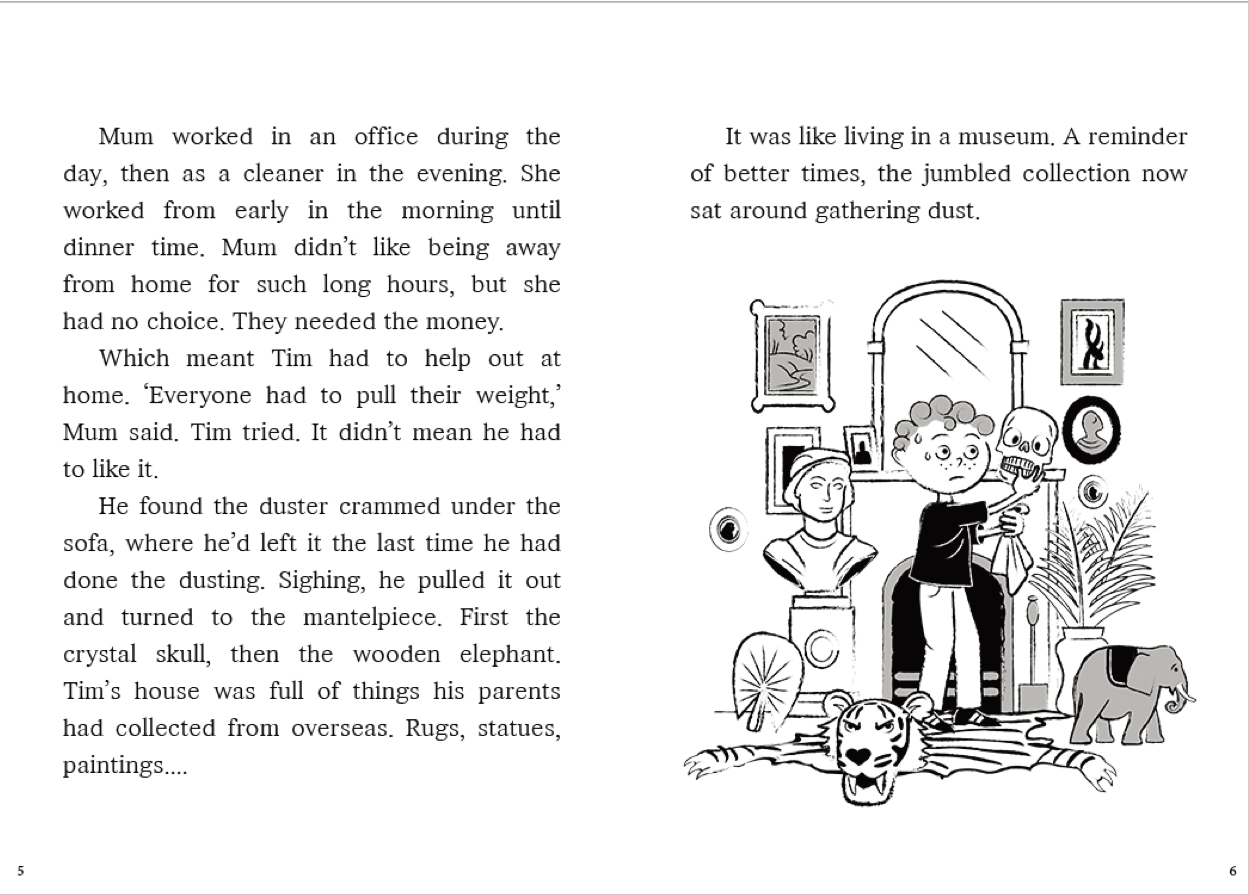 Mum worked in an office during the
day, then as a cleaner in the evening. She
worked from early in the morning until
dinner time. Mum didn’t like being away
from home for such long hours, but she
had no choice. They needed the money.
Which meant Tim had to help out at
home. ‘Everyone had to pull their weight,’
Mum said. Tim tried. It didn’t mean he had
to like it.
He found the duster crammed under the
sofa, where he’d left it the last time he had
done the dusting. Sighing, he pulled it out
and turned to the mantelpiece. First the
crystal skull, then the wooden elephant.
Tim’s house was full of things his parents
had collected from overseas. Rugs, statues,
paintings....
5
It was like living in a museum. A reminder
of better times, the jumbled collection now
sat around gathering dust.
6